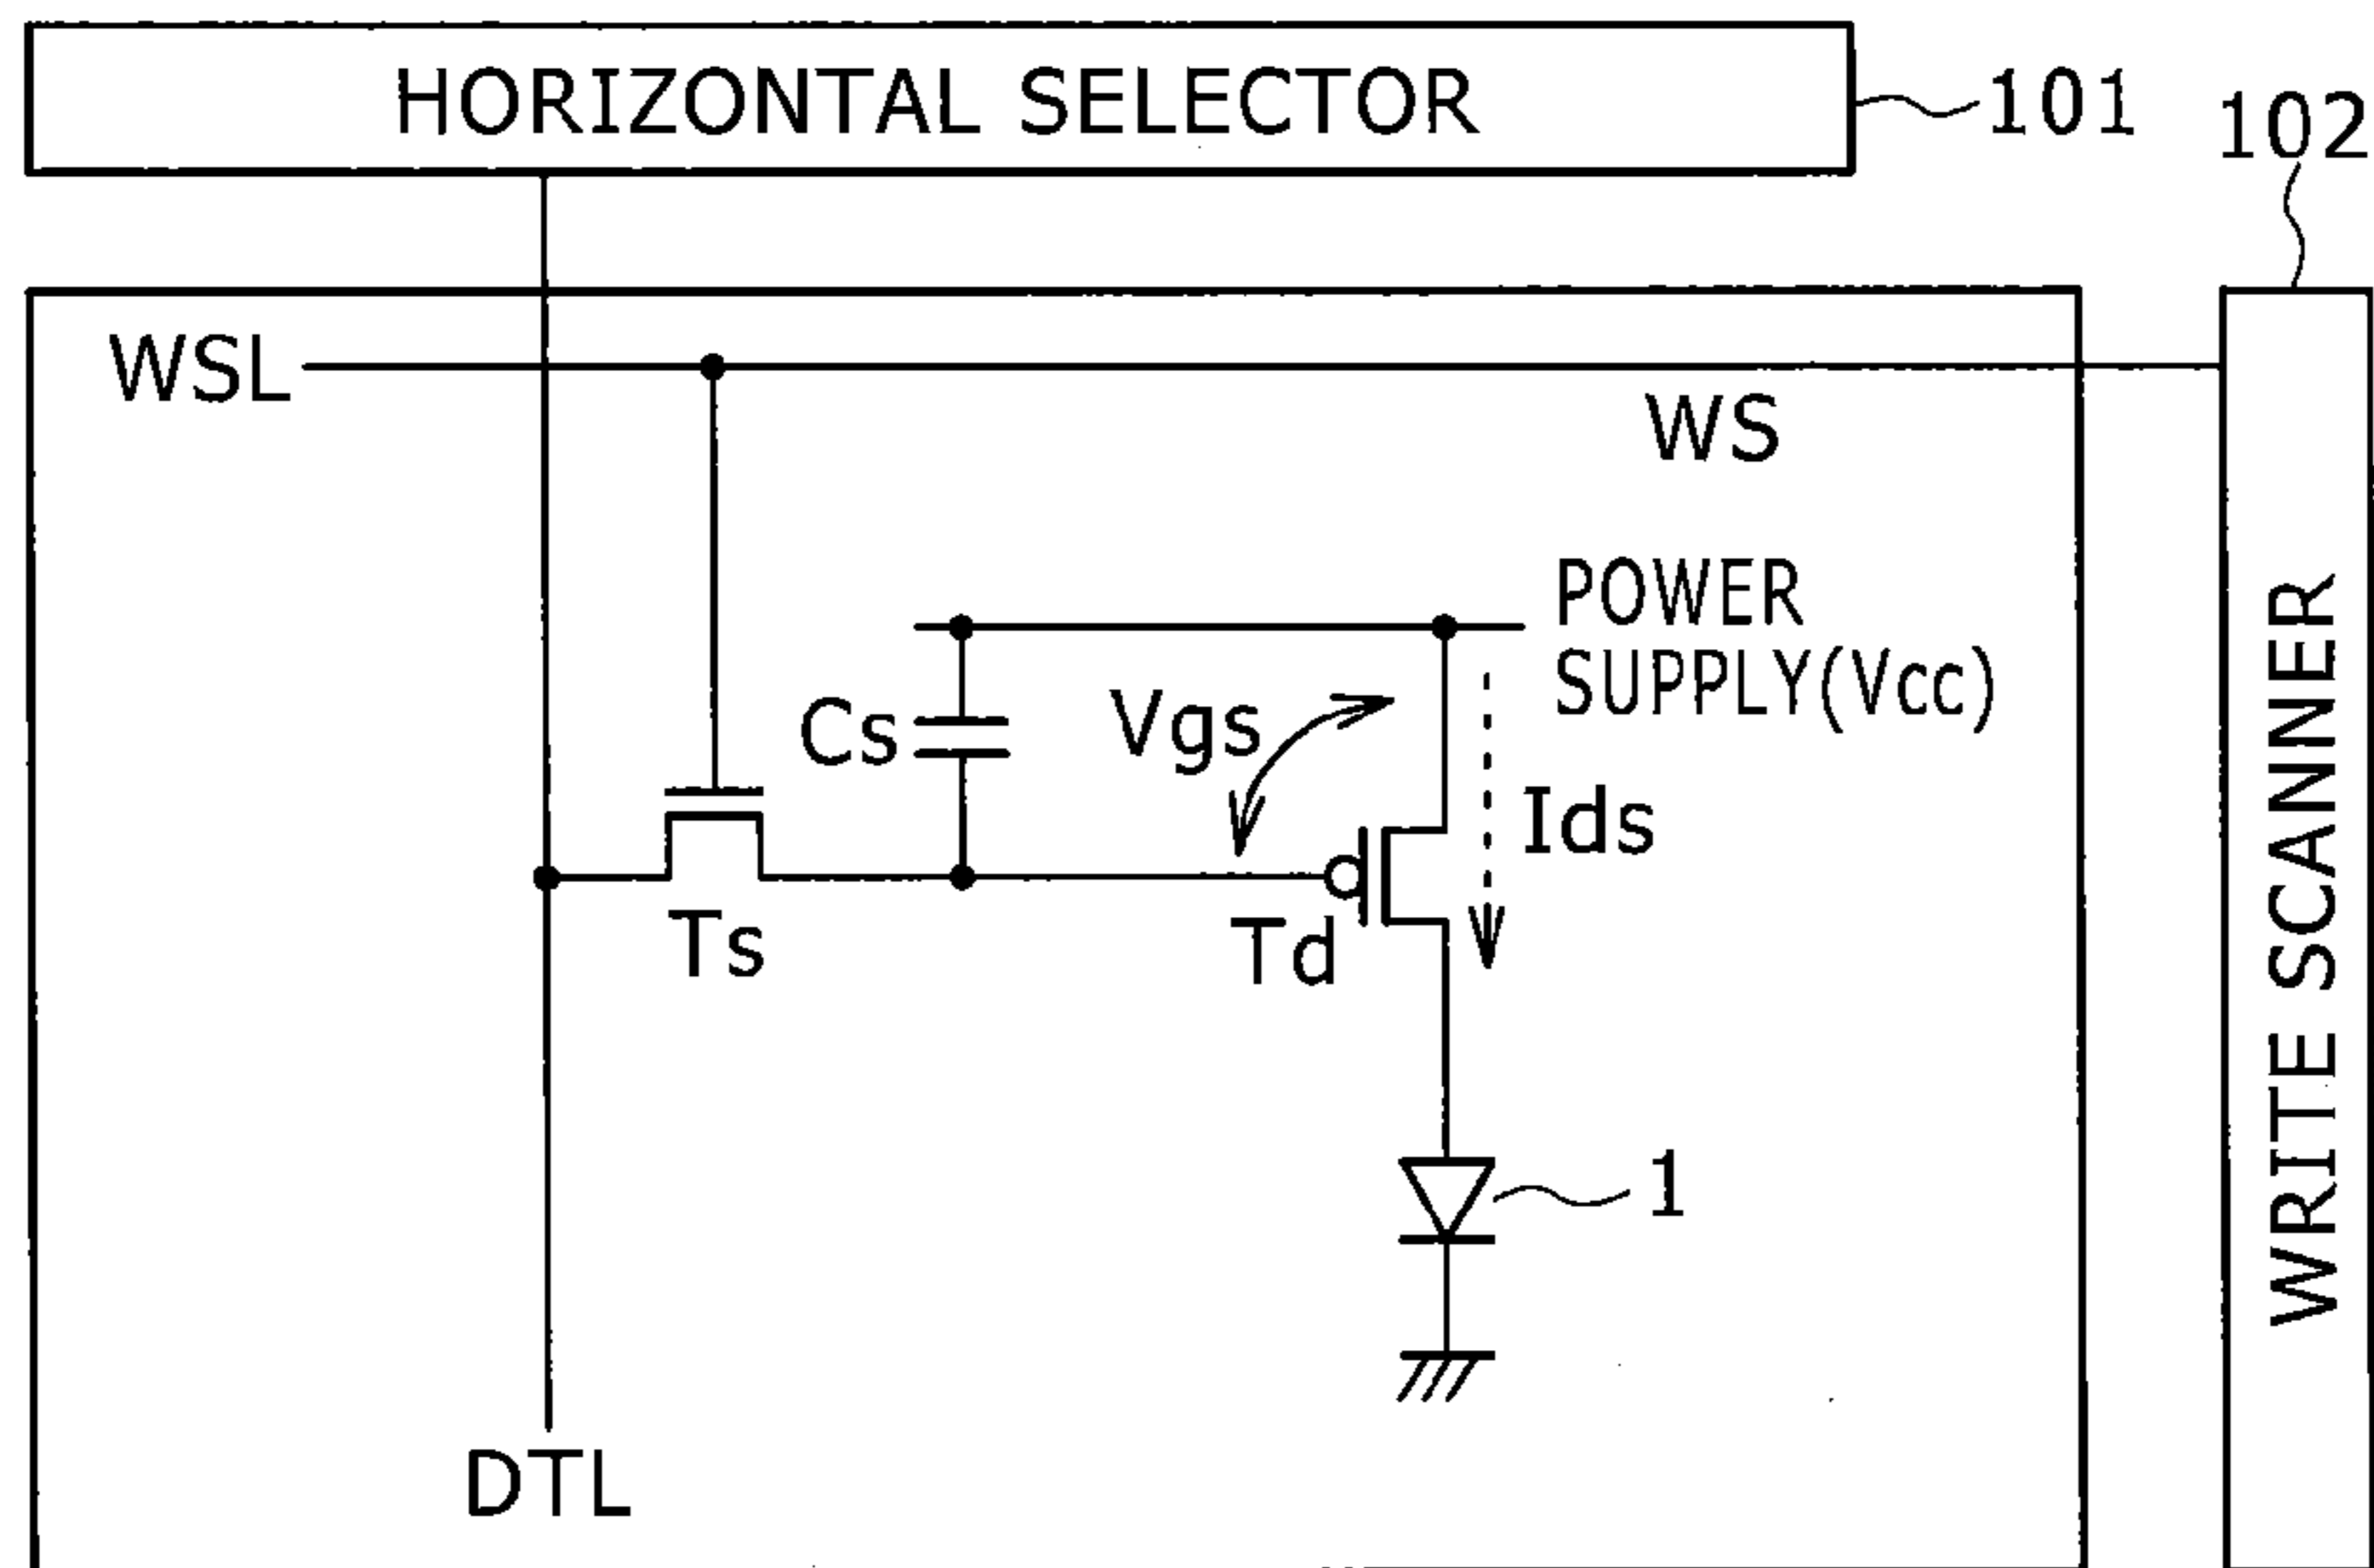 HORIZONTAL SELECTOR
101
102
WSL
WS
POWER
SUPPLY(Vcc)
Cs
Vgs
Ids
Ts
Td
WRITE SCANNER
1
DTL